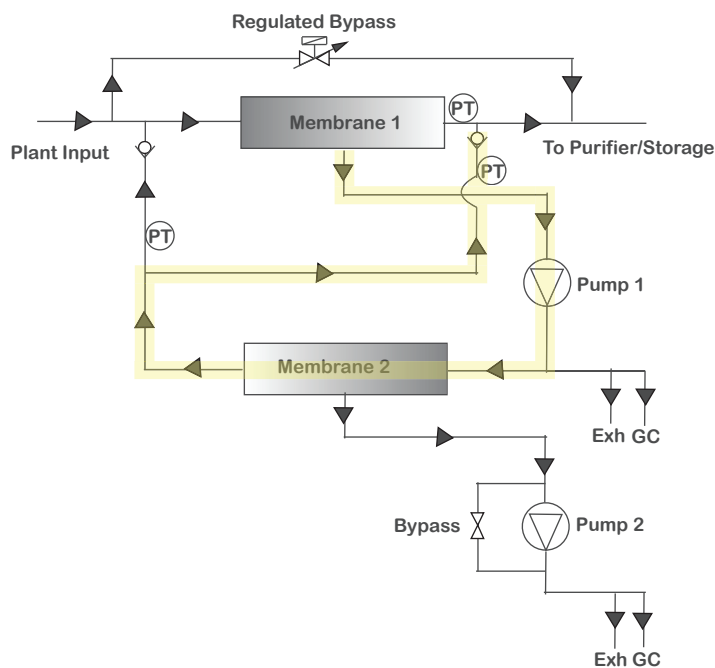 Regulated Bypass
PT
Membrane 1
Plant Input
To Purifier/Storage
PT
PT
Pump 1
Membrane 2
Exh GC
Bypass
Pump 2
Exh GC